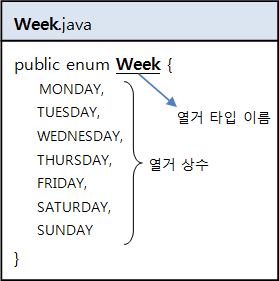 Week.java
public enum Week {
MONDAY,
TUESDAY,
열거 타입 이름
WEDNESDAY,
THURSDAY,
열거 상수
FRIDAY,
SATURDAY,
SUNDAY
}